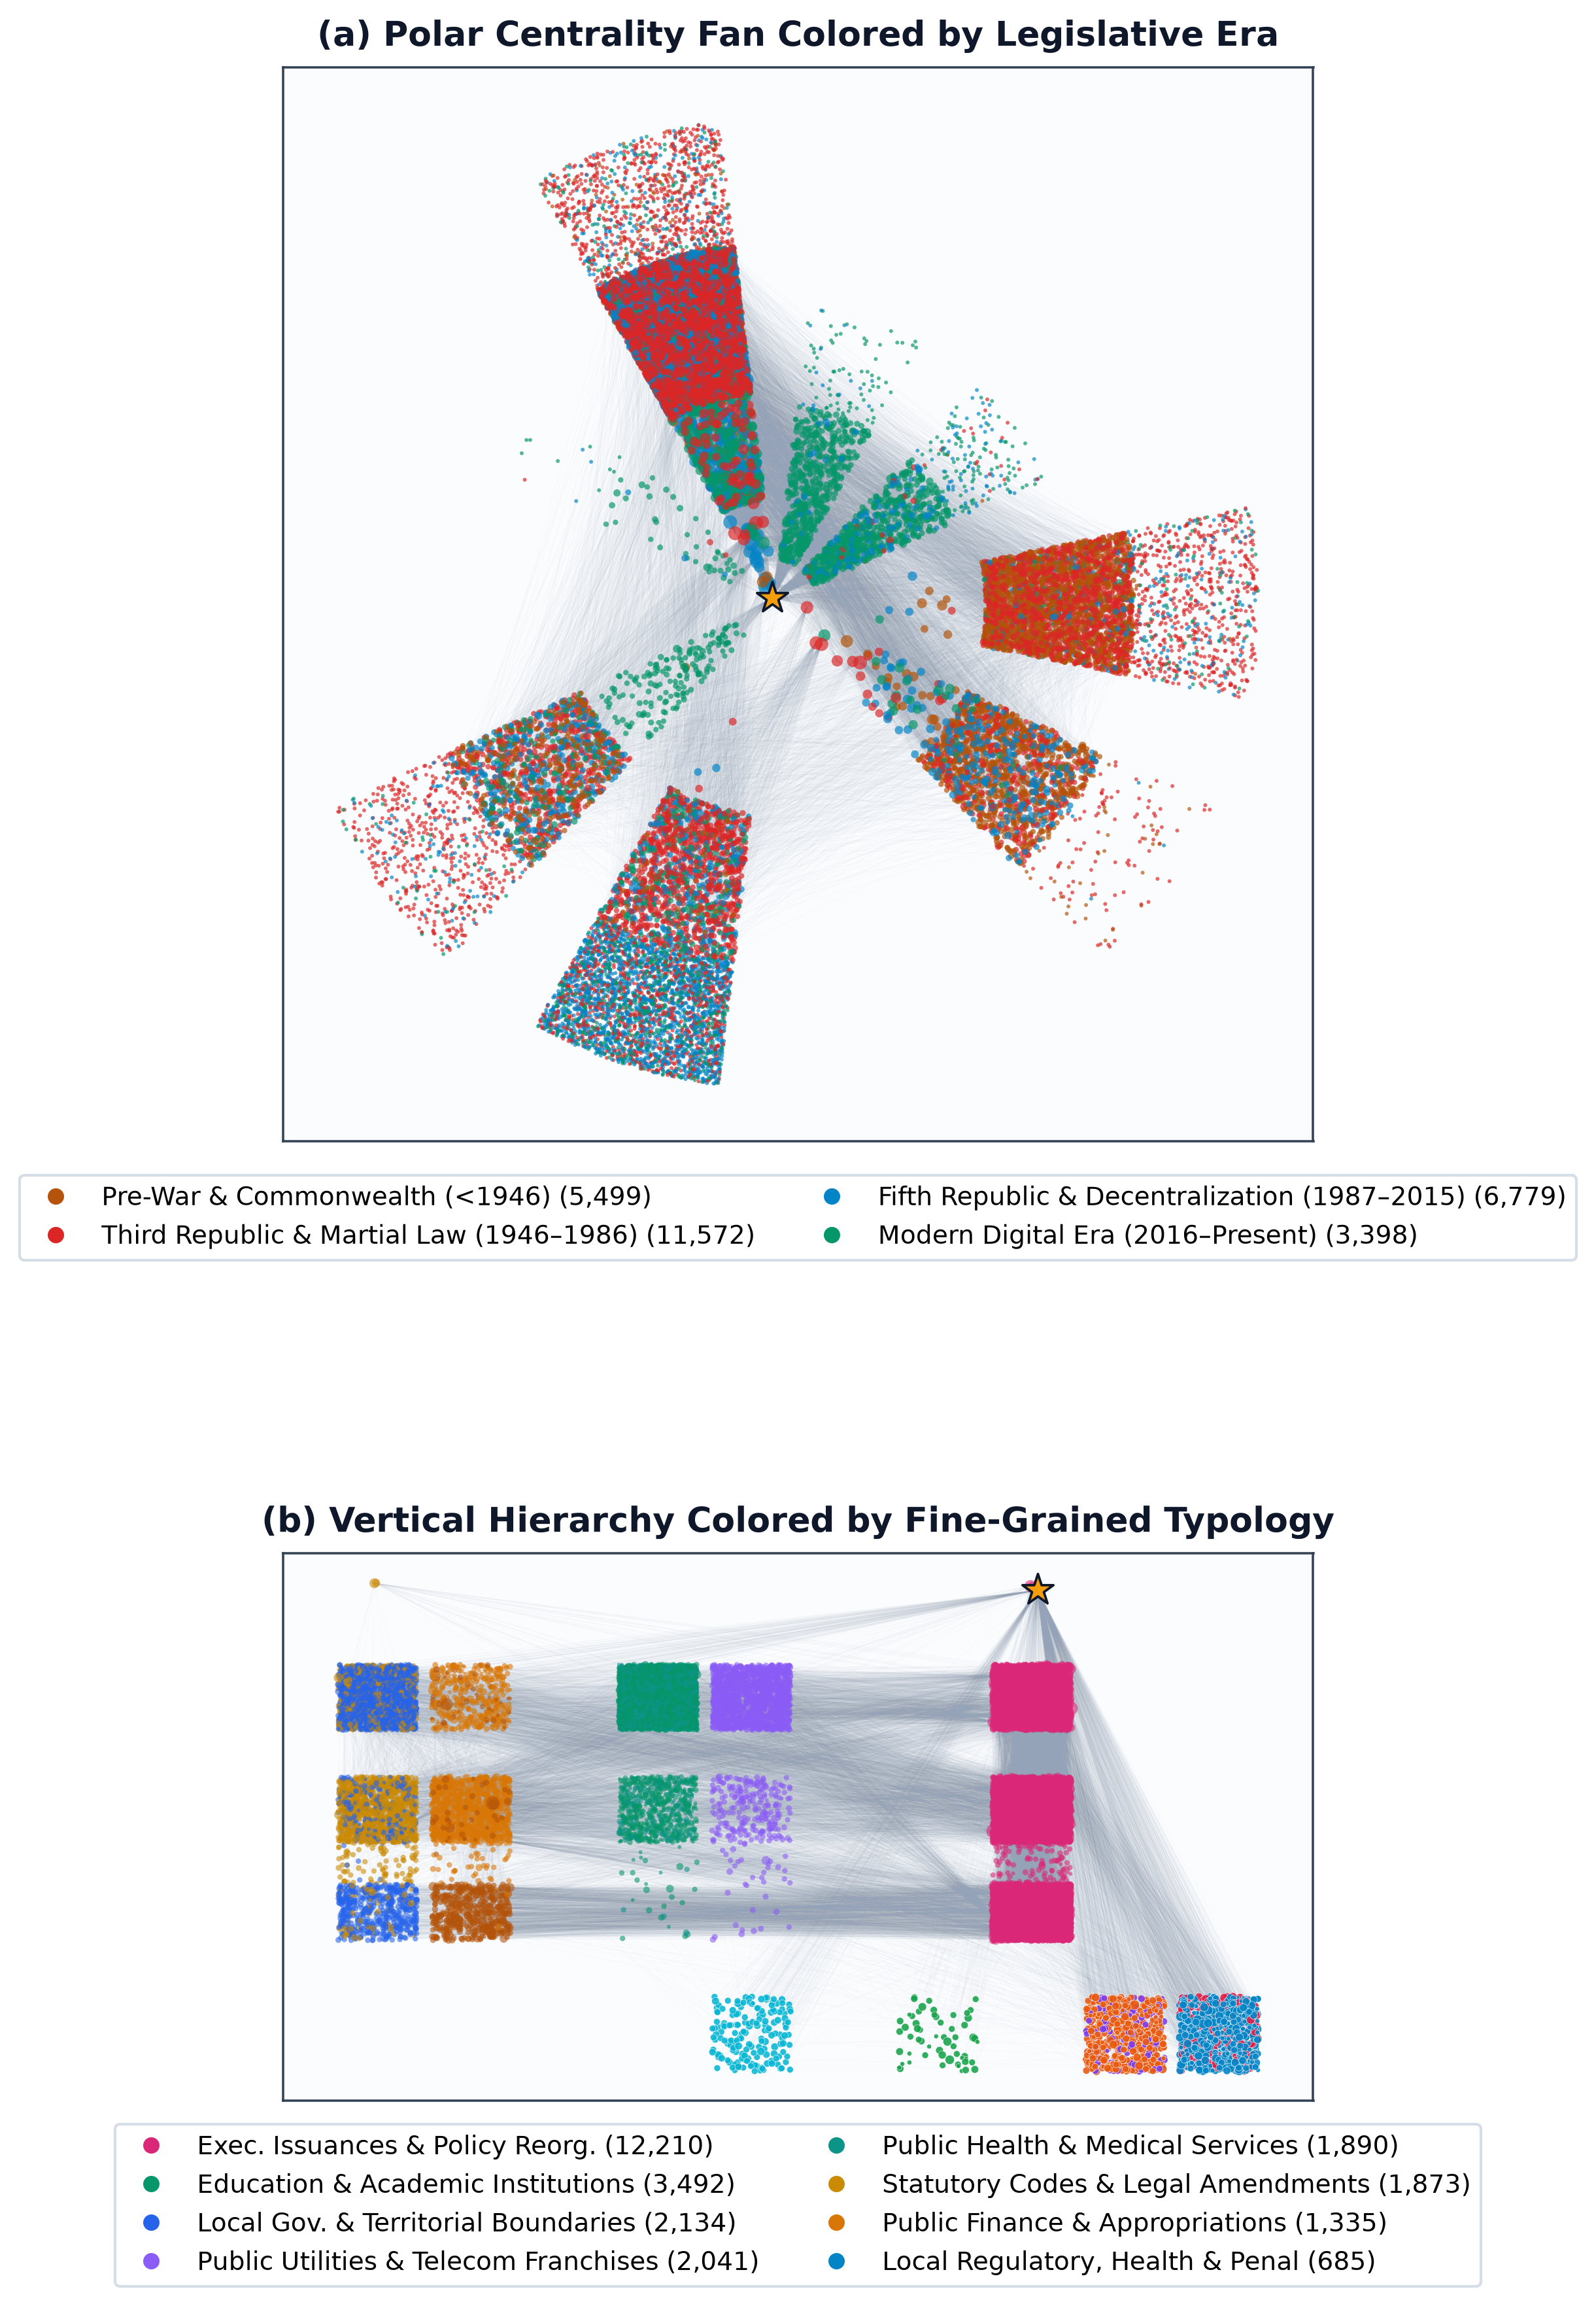 (a) Polar Centrality Fan Colored by Legislative Era
Pre-War & Commonwealth (<1946) (5,499)
Third Republic & Martial Law (1946–1986) (11,572)
Fifth Republic & Decentralization (1987–2015) (6,779)
Modern Digital Era (2016–Present) (3,398)
(b) Vertical Hierarchy Colored by Fine-Grained Typology
Exec. Issuances & Policy Reorg. (12,210)
Education & Academic Institutions (3,492)
Local Gov. & Territorial Boundaries (2,134)
Public Utilities & Telecom Franchises (2,041)
Public Health & Medical Services (1,890)
Statutory Codes & Legal Amendments (1,873)
Public Finance & Appropriations (1,335)
Local Regulatory, Health & Penal (685)